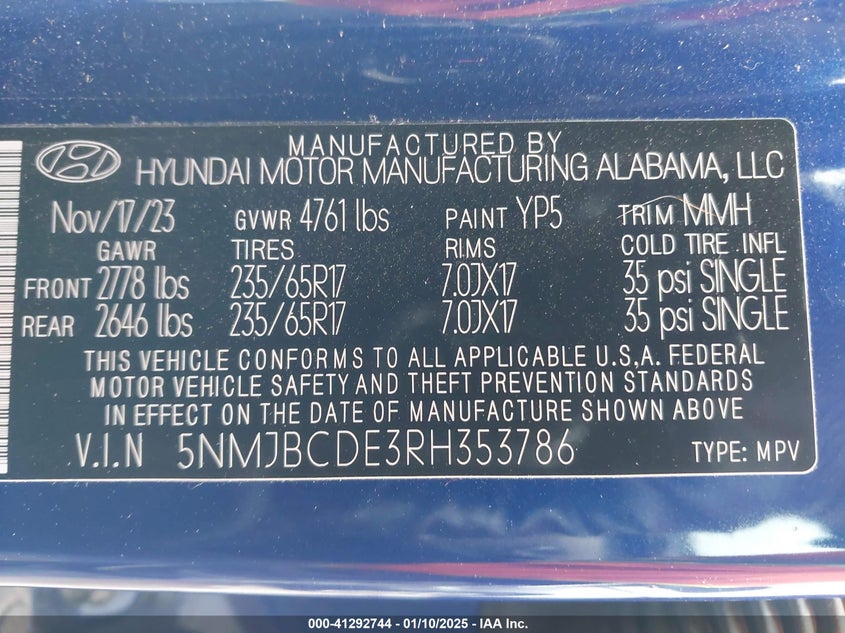 MANUFACTURED BY
HYUNDAI MOTOR MANUFACTURING ALABAMA, LLC
Nov/17/23 GVWR 4761 lbs PAINT YP5 TRIM MMH
GAWR TIRES RIMS COLD TIRE INFL
FRONT 2778 lbs 235/65R17 7.0JX17 35 psi SINGLE
REAR 2646 lbs 235/65R17 7.0JX17 35 psi SINGLE
THIS VEHICLE CONFORMS TO ALL APPLICABLE U.S.A. FEDERAL
MOTOR VEHICLE SAFETY AND THEFT PREVENTION STANDARDS
IN EFFECT ON THE DATE OF MANUFACTURE SHOWN ABOVE
V.I.N 5NMJBCDE3RH353786 TYPE: MPV
000-41292744 - 01/10/2025 - IAA Inc.